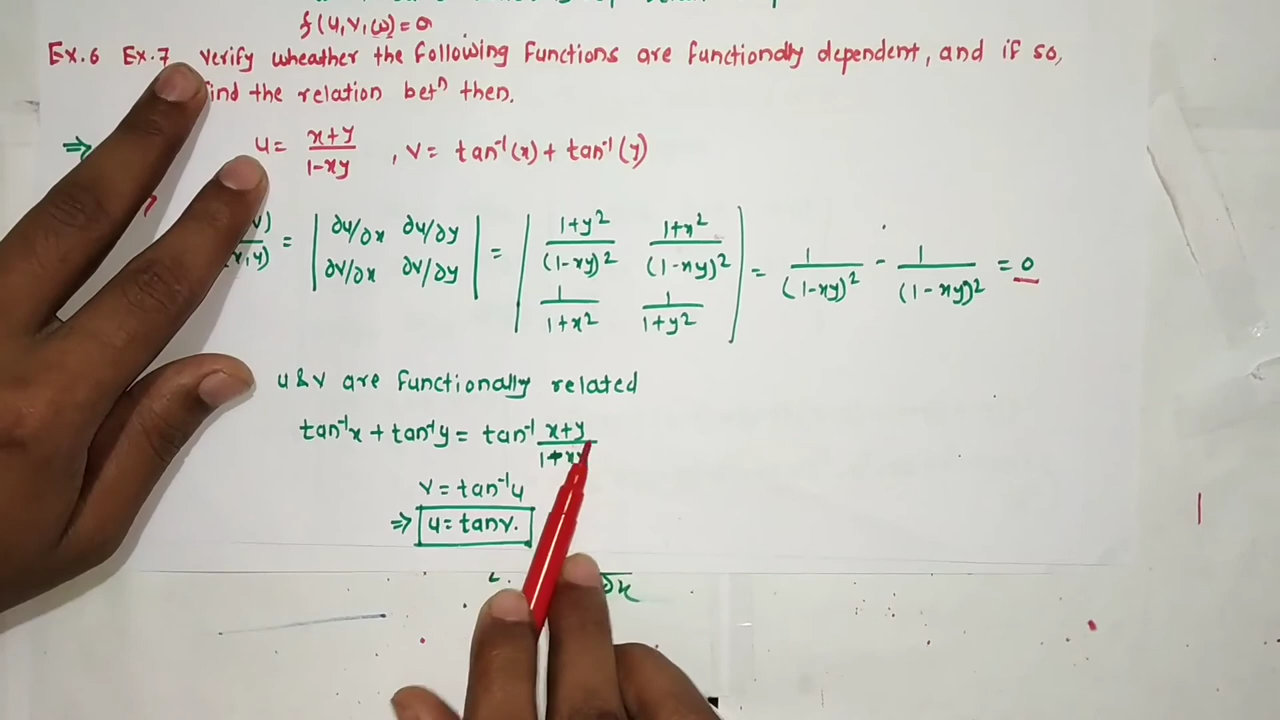 f(u,v,w)=0
Ex.6 Ex.7 verify wheather the following functions are functionally dependent, and if so,
find the relation betⁿ then.
⇒ u= x+y/1-xy , v= tan⁻¹(x)+ tan⁻¹(y)
v)/x,y) = | ∂u/∂x ∂u/∂y ; ∂v/∂x ∂v/∂y | = | 1+y²/(1-xy)² 1+x²/(1-xy)² ; 1/1+x² 1/1+y² | = 1/(1-xy)² - 1/(1-xy)² = 0
u & v are functionally related
tan⁻¹x + tan⁻¹y = tan⁻¹ x+y/1-xy
v = tan⁻¹u
⇒ u = tanv.
∂x